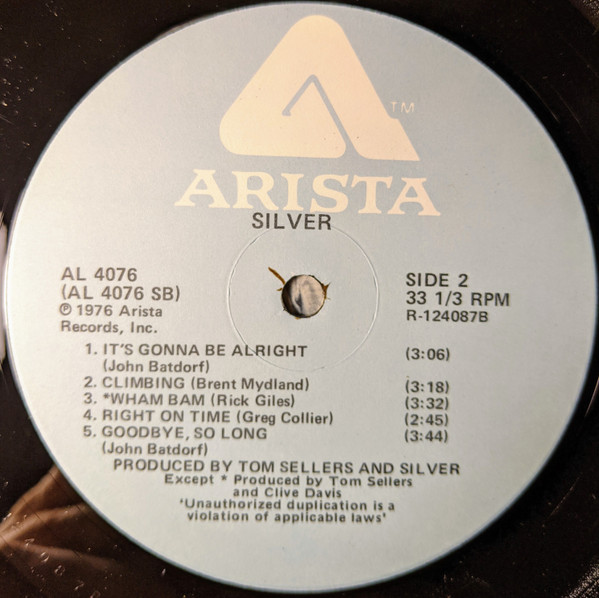 TM
ARISTA
SILVER
AL 4076
(AL 4076 SB)
℗ 1976 Arista
Records, Inc.
SIDE 2
33 1/3 RPM
R-124087B
1. IT'S GONNA BE ALRIGHT (3:06)
(John Batdorf)
2. CLIMBING (Brent Mydland) (3:18)
3. *WHAM BAM (Rick Giles) (3:32)
4. RIGHT ON TIME (Greg Collier) (2:45)
5. GOODBYE, SO LONG (3:44)
(John Batdorf)
PRODUCED BY TOM SELLERS AND SILVER
Except * Produced by Tom Sellers
and Clive Davis
'Unauthorized duplication is a
violation of applicable laws'